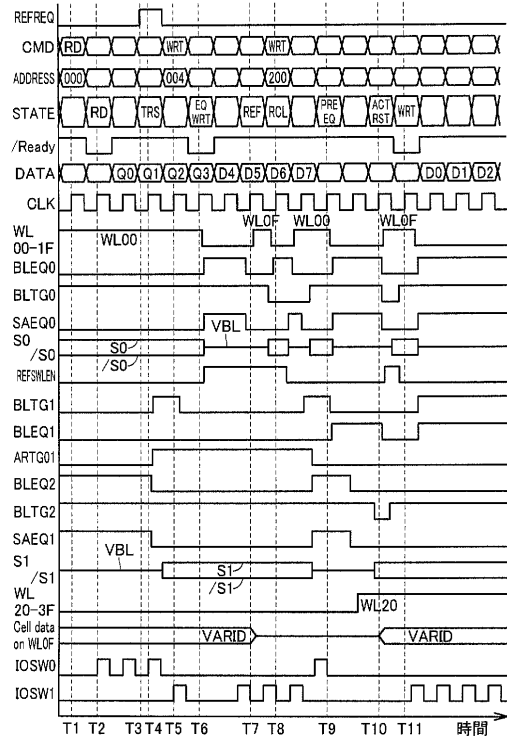 REFREQ
CMD RD WRT WRT
ADDRESS 000 004 200
STATE RD TRS EQ WRT REF RCL PRE EQ ACT RST WRT
/Ready
DATA Q0 Q1 Q2 Q3 D4 D5 D6 D7 D0 D1 D2
CLK
WL0F WL00 WL0F
WL 00-1F WL00
BLEQ0
BLTG0
SAEQ0
VBL
S0 /S0 S0 /S0
REFSWLEN
BLTG1
BLEQ1
ARTG01
BLEQ2
BLTG2
SAEQ1
VBL
S1 /S1 S1 /S1
WL 20-3F WL20
Cell data on WL0F VARID VARID
IOSW0
IOSW1
T1 T2 T3 T4 T5 T6 T7 T8 T9 T10 T11 時間